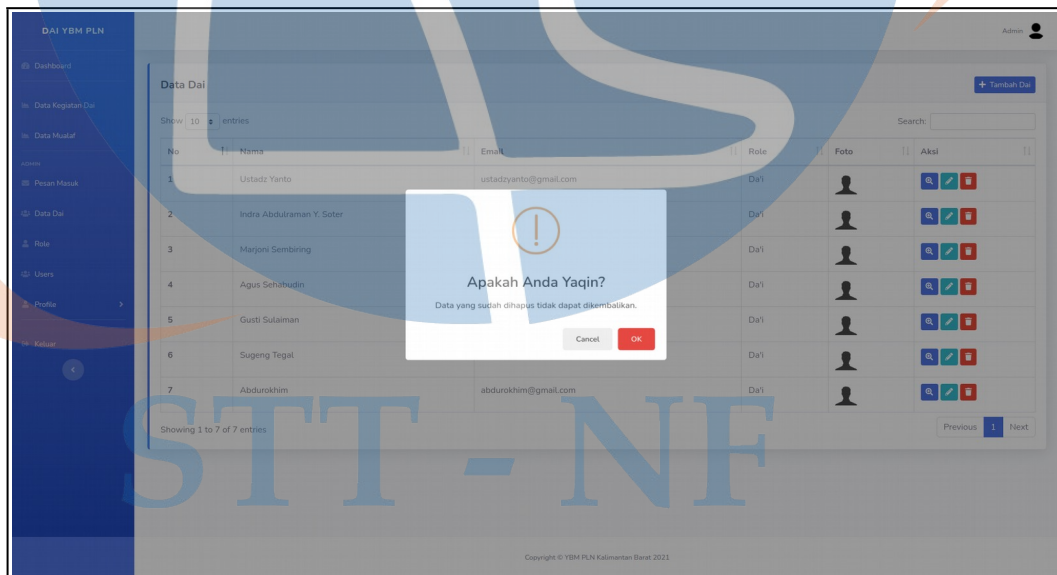 DAI YBM PLN
Admin
Dashboard
Data Kegiatan Dai
Data Mualaf
ADMIN
Pesan Masuk
Data Dai
Role
Users
Profile
Keluar
Data Dai
+ Tambah Dai
Show 10 entries
Search:
No Nama Email Role Foto Aksi
1 Ustadz Yanto ustadzyanto@gmail.com Da'i
2 Indra Abdulraman Y. Soter Da'i
3 Marjoni Sembiring Da'i
4 Agus Sehabudin Da'i
5 Gusti Sulaiman Da'i
6 Sugeng Tegal Da'i
7 Abdurokhim abdurokhim@gmail.com Da'i
Apakah Anda Yaqin?
Data yang sudah dihapus tidak dapat dikembalikan.
Cancel OK
Showing 1 to 7 of 7 entries
Previous 1 Next
STT - NF
Copyright © YBM PLN Kalimantan Barat 2021